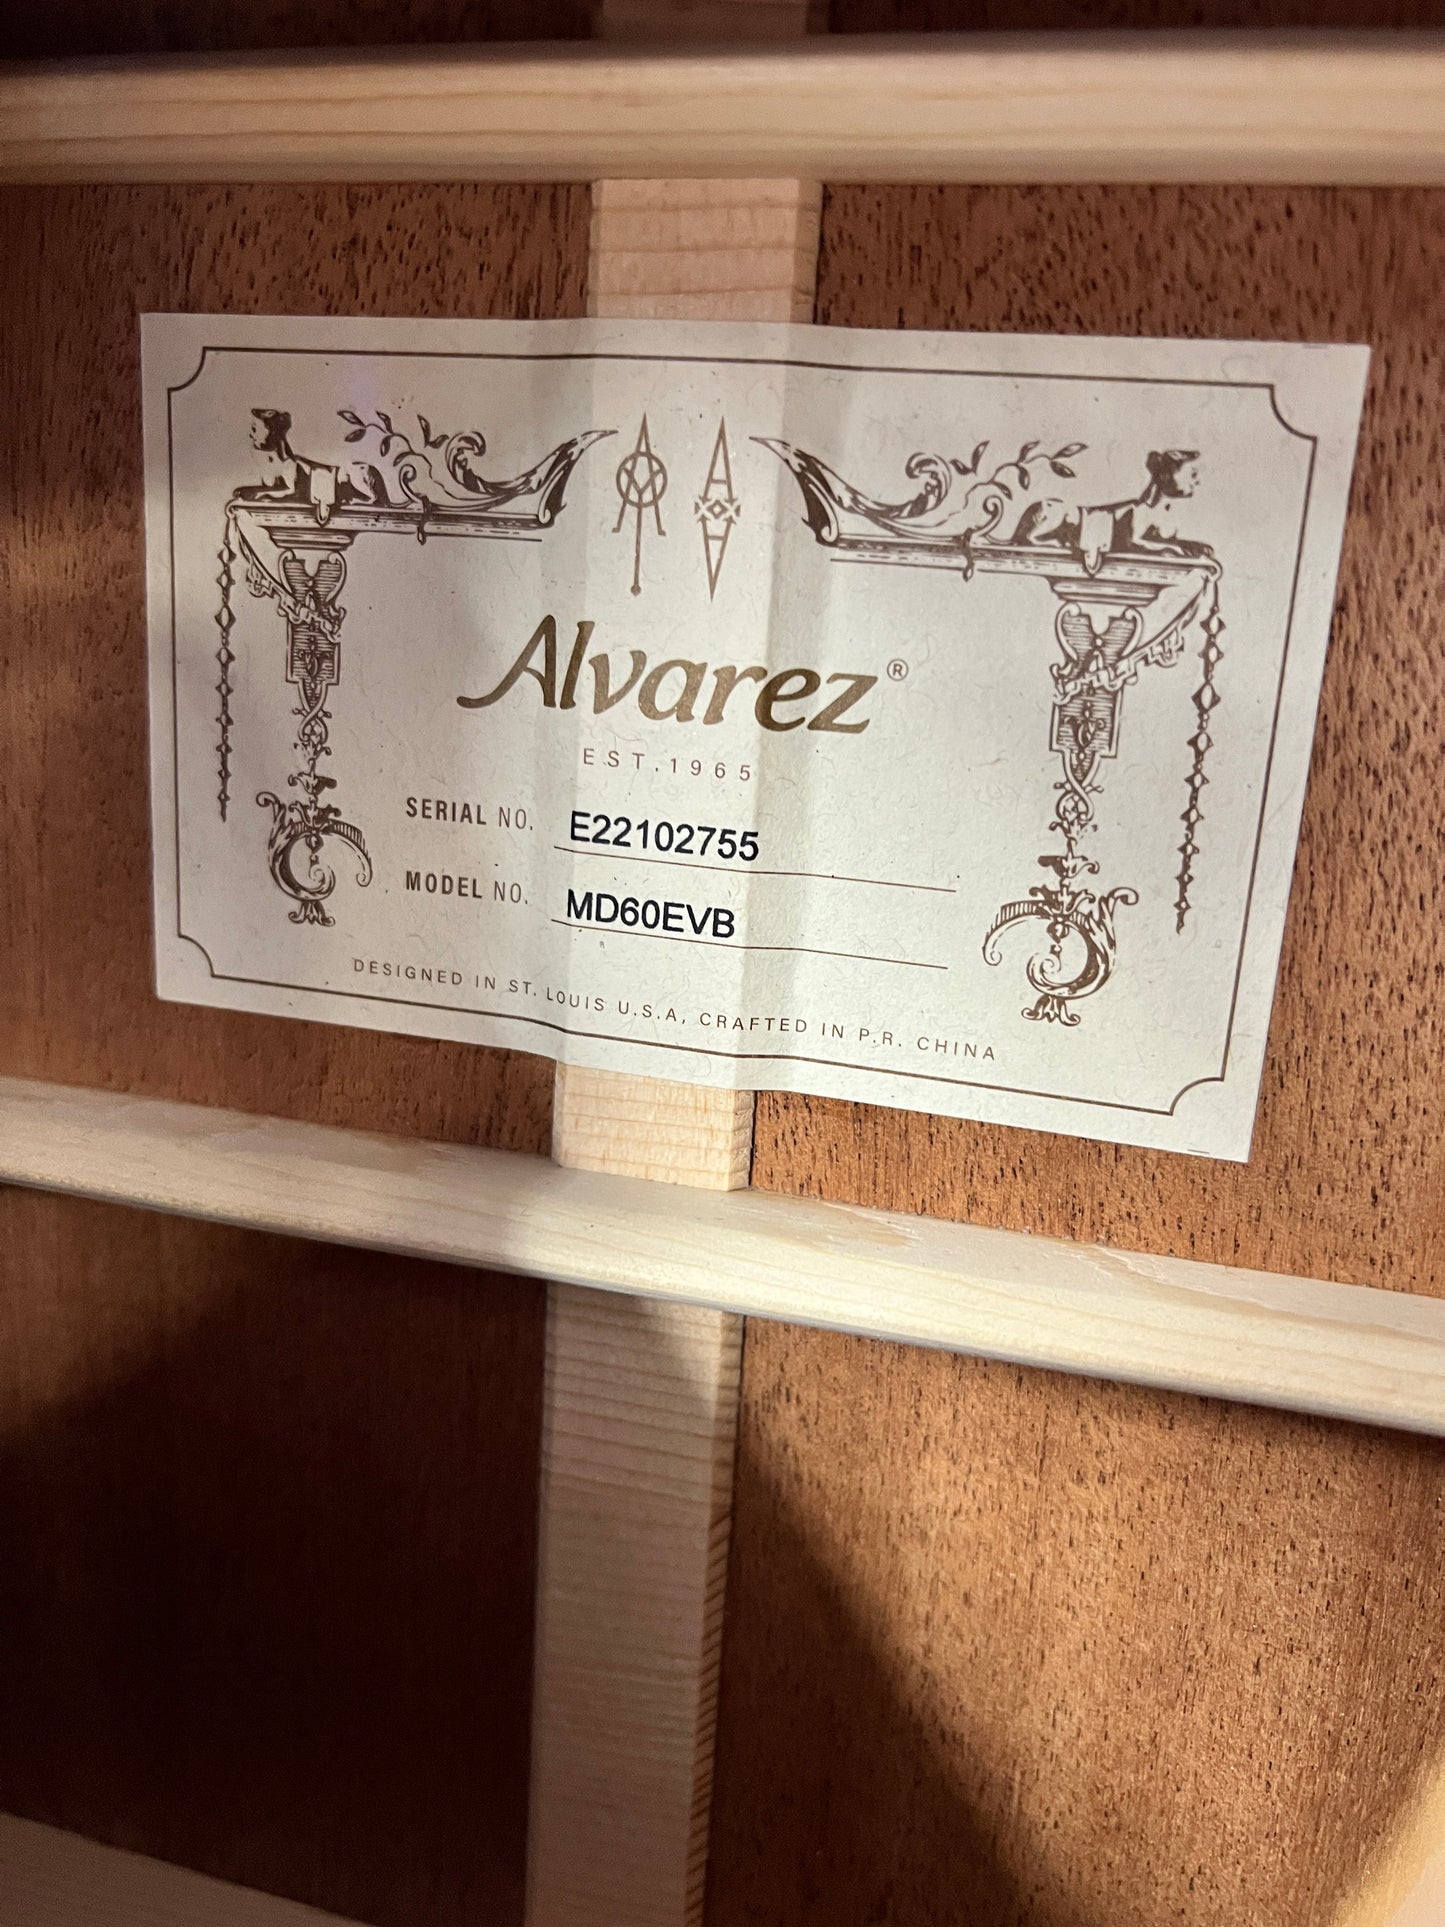 Alvarez®
EST.1965
SERIAL NO. E22102755
MODEL NO. MD60EVB
DESIGNED IN ST. LOUIS U.S.A, CRAFTED IN P.R. CHINA